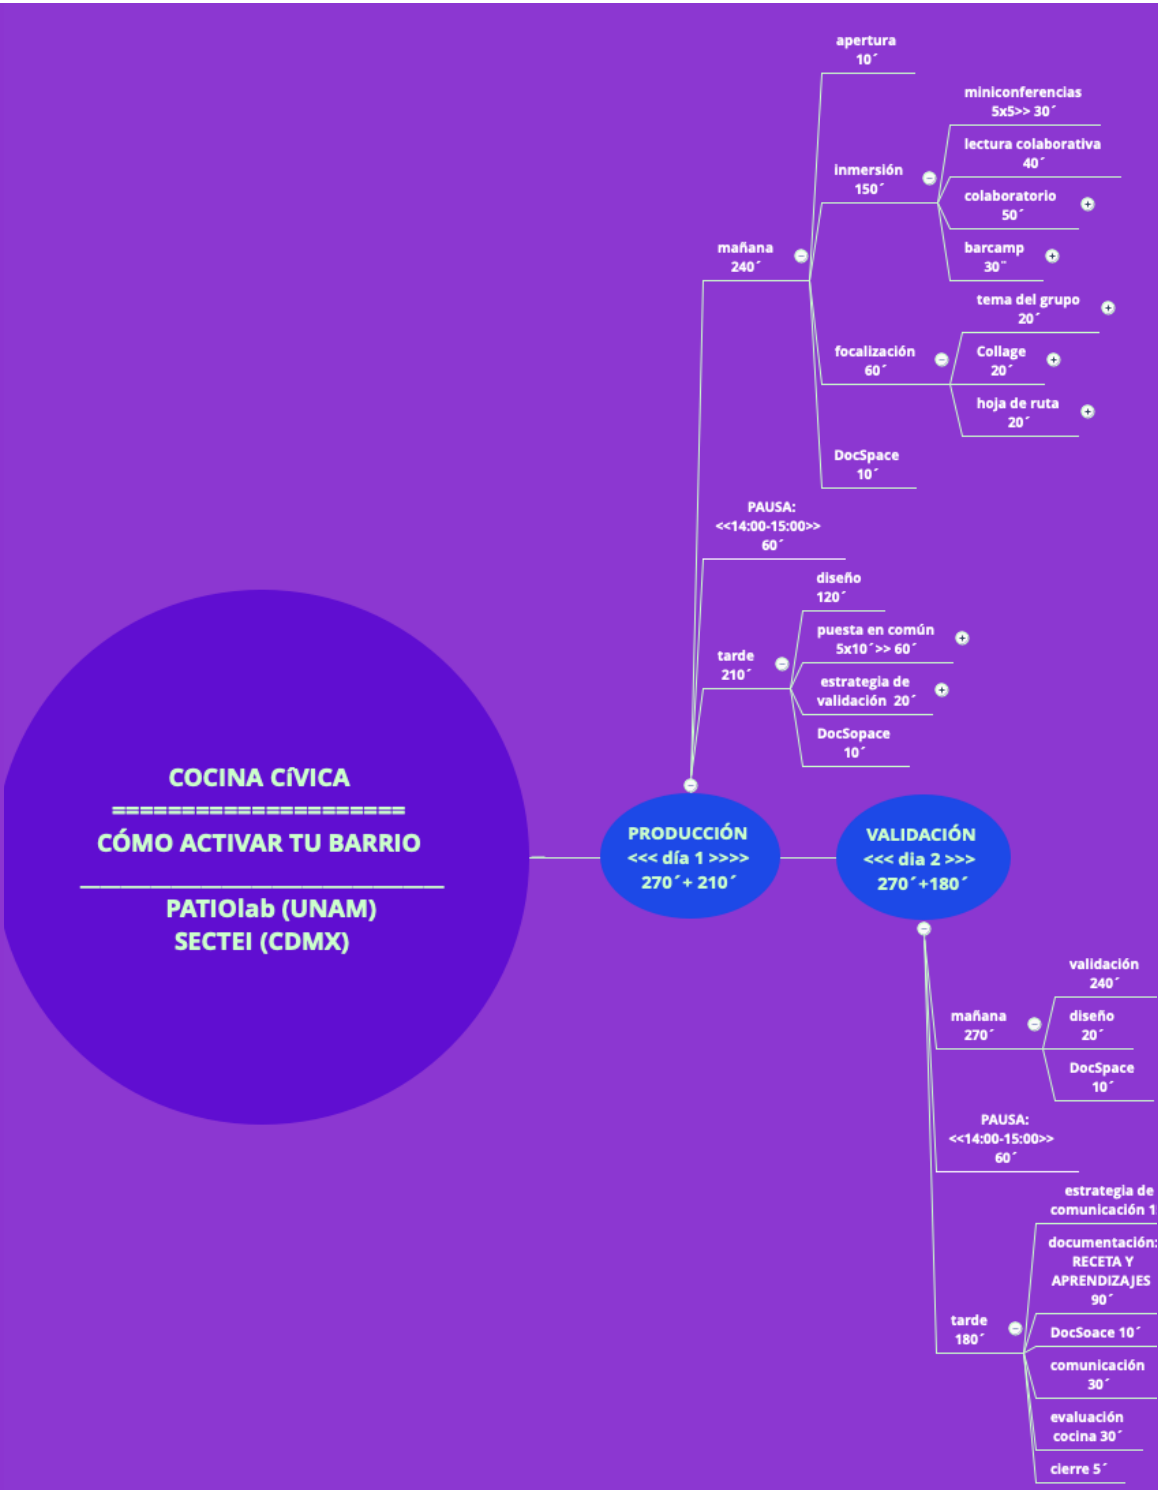 COCINA CíVICA
=====================
CÓMO ACTIVAR TU BARRIO
___________________________
PATIOlab (UNAM)
SECTEI (CDMX)
PRODUCCIÓN
<<< día 1 >>>>
270´+ 210´
mañana
240´
apertura
10´
inmersión
150´
miniconferencias
5x5>> 30´
lectura colaborativa
40´
colaboratorio
50´
barcamp
30¨
focalización
60´
tema del grupo
20´
Collage
20´
hoja de ruta
20´
DocSpace
10´
PAUSA:
<<14:00-15:00>>
60´
tarde
210´
diseño
120´
puesta en común
5x10´>> 60´
estrategia de
validación 20´
DocSopace
10´
VALIDACIÓN
<<< dia 2 >>>
270´+180´
mañana
270´
validación
240´
diseño
20´
DocSpace
10´
PAUSA:
<<14:00-15:00>>
60´
tarde
180´
estrategia de
comunicación 1
documentación:
RECETA Y
APRENDIZAJES
90´
DocSoace 10´
comunicación
30´
evaluación
cocina 30´
cierre 5´